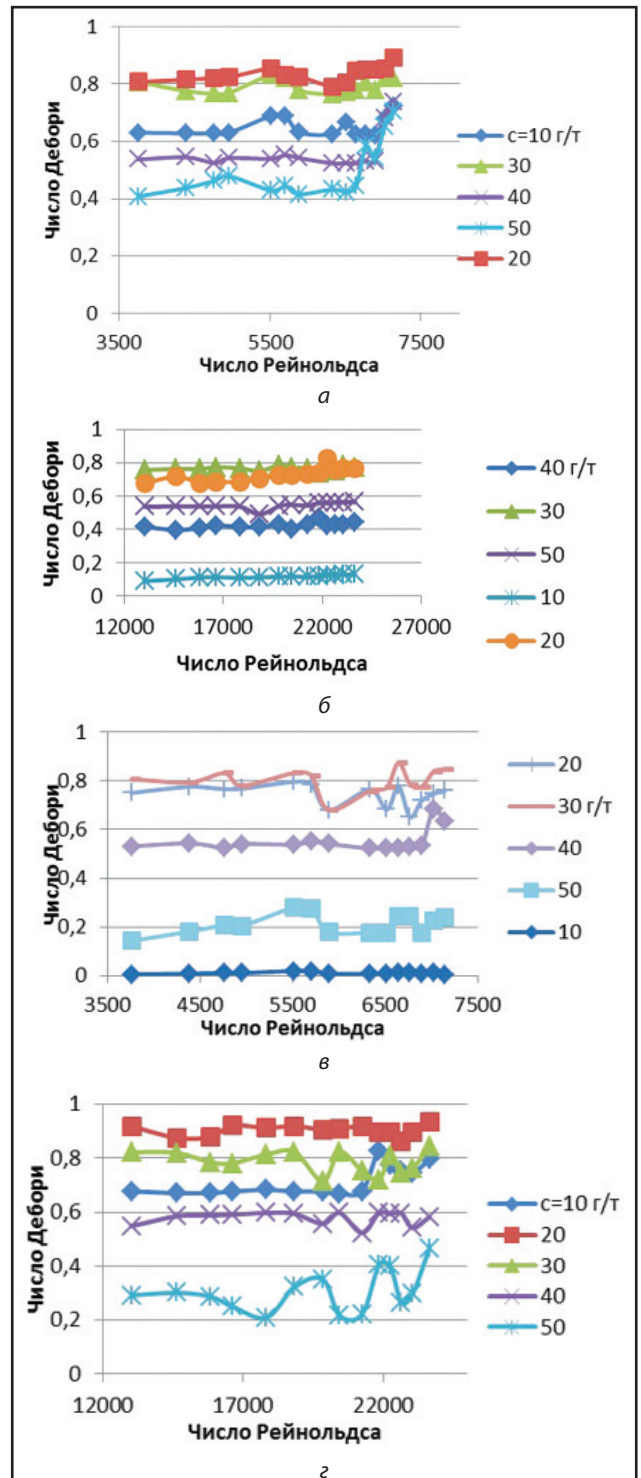 1
0,8
0,6
0,4
0,2
0
Число Дебори
3500 5500 7500
Число Рейнольдса
c=10 г/т
30
40
50
20
а
1
0,8
0,6
0,4
0,2
0
Число Дебори
12000 17000 22000 27000
Число Рейнольдса
40 г/т
30
50
10
20
б
1
0,8
0,6
0,4
0,2
0
Число Дебори
3500 4500 5500 6500 7500
Число Рейнольдса
20
30 г/т
40
50
10
в
1
0,8
0,6
0,4
0,2
0
Число Дебори
12000 17000 22000
Число Рейнольдса
c=10 г/т
20
30
40
50
г